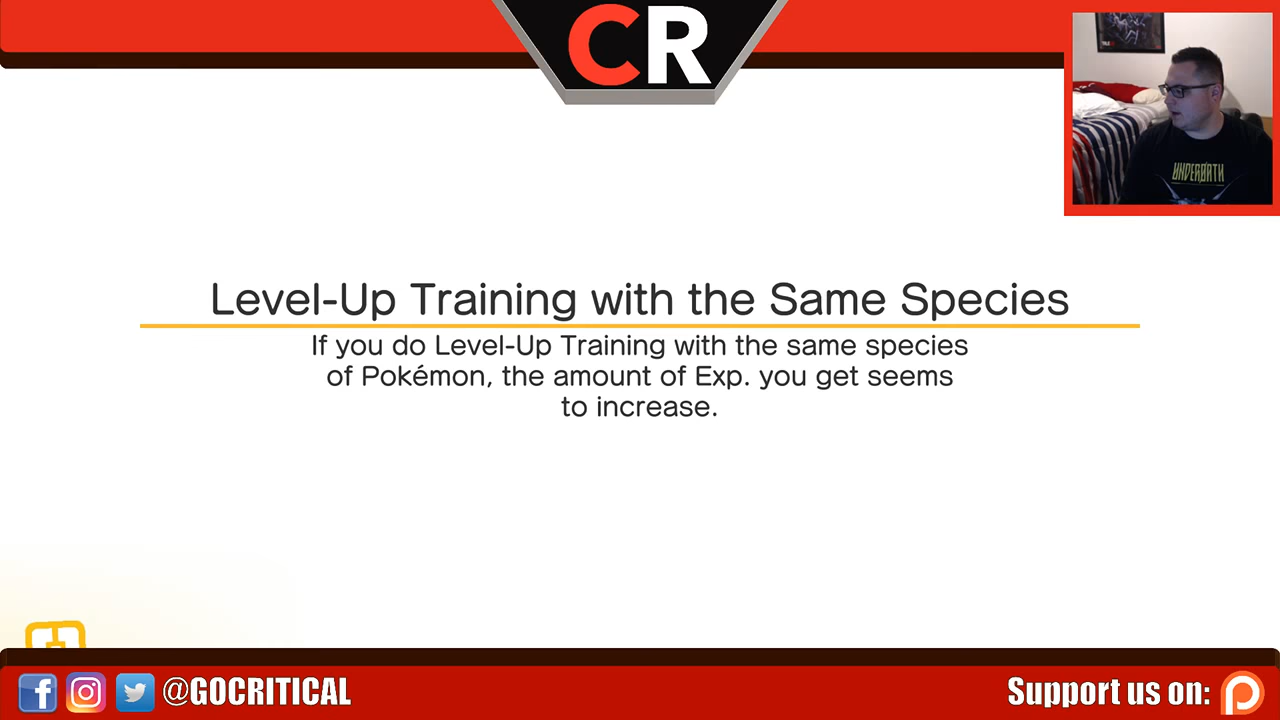 CR
UNDEROATH
Level-Up Training with the Same Species
If you do Level-Up Training with the same species
of Pokémon, the amount of Exp. you get seems
to increase.
@GOCRITICAL
Support us on: